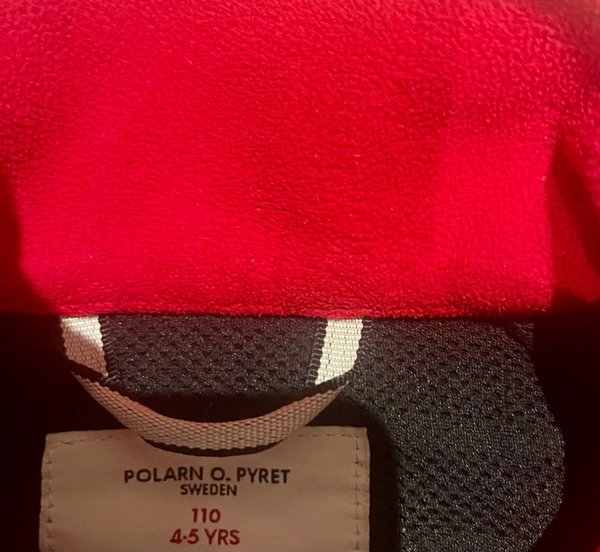 POLARN O. PYRET
SWEDEN
110
4-5 YRS